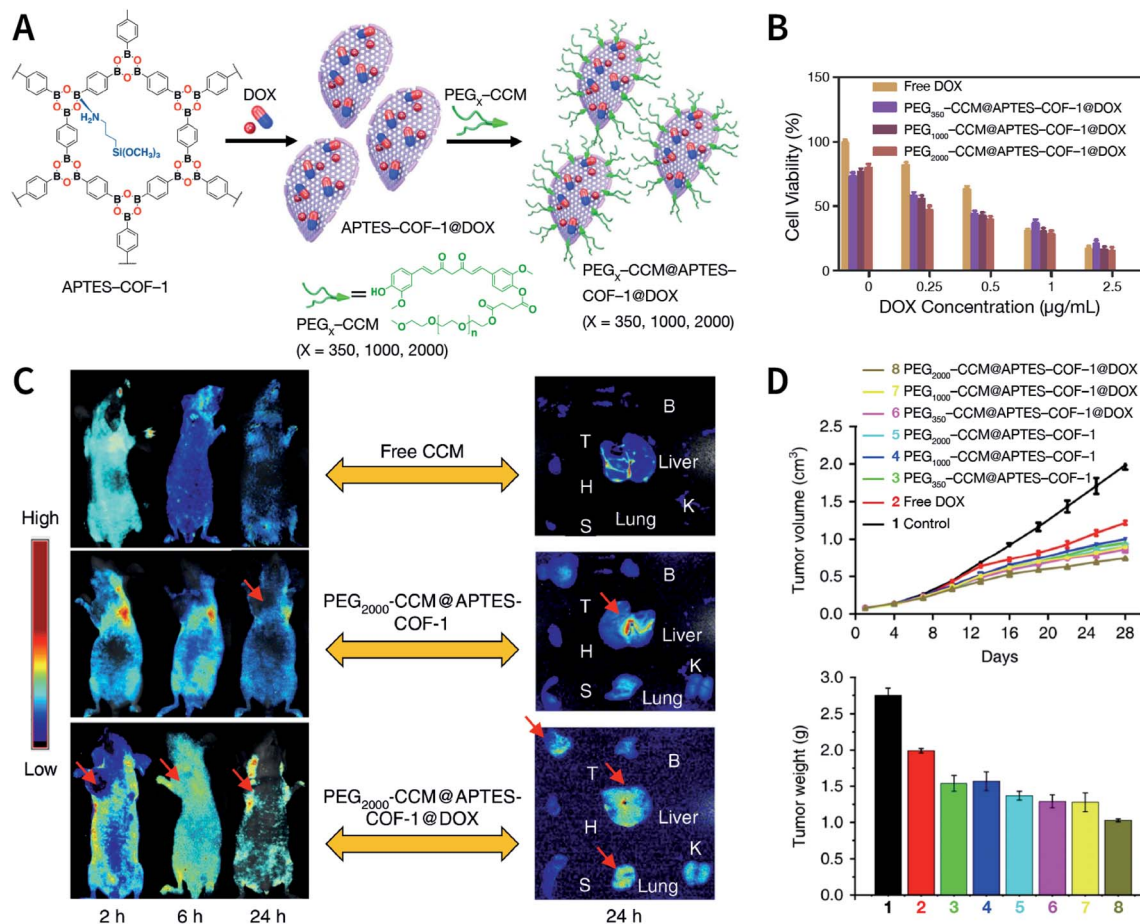 A
B
B
O
H₂N
Si(OCH₃)₃
APTES–COF–1
DOX
APTES–COF–1@DOX
PEGₓ–CCM
PEGₓ–CCM@APTES–
COF–1@DOX
(X = 350, 1000, 2000)
PEGₓ–CCM
(X = 350, 1000, 2000)
=
O
O
HO
O
O
O
O
O
O
O
O
O
n
B
Cell Viability (%)
150
100
50
0
Free DOX
PEG₃₅₀–CCM@APTES–COF–1@DOX
PEG₁₀₀₀–CCM@APTES–COF–1@DOX
PEG₂₀₀₀–CCM@APTES–COF–1@DOX
0 0.25 0.5 1 2.5
DOX Concentration (µg/mL)
C
High
Low
Free CCM
PEG₂₀₀₀-CCM@APTES-
COF-1
PEG₂₀₀₀-CCM@APTES-
COF-1@DOX
B
T
Liver
H
K
S Lung
B
T
Liver
H
K
S Lung
B
T
Liver
H
K
S Lung
2 h 6 h 24 h
24 h
D
8 PEG₂₀₀₀–CCM@APTES–COF–1@DOX
7 PEG₁₀₀₀–CCM@APTES–COF–1@DOX
6 PEG₃₅₀–CCM@APTES–COF–1@DOX
5 PEG₂₀₀₀–CCM@APTES–COF–1
4 PEG₁₀₀₀–CCM@APTES–COF–1
3 PEG₃₅₀–CCM@APTES–COF–1
2 Free DOX
1 Control
Tumor volume (cm³)
2.0
1.5
1.0
0.5
0.0
0 4 8 12 16 20 24 28
Days
Tumor weight (g)
3.0
2.5
2.0
1.5
1.0
0.5
0.0
1 2 3 4 5 6 7 8